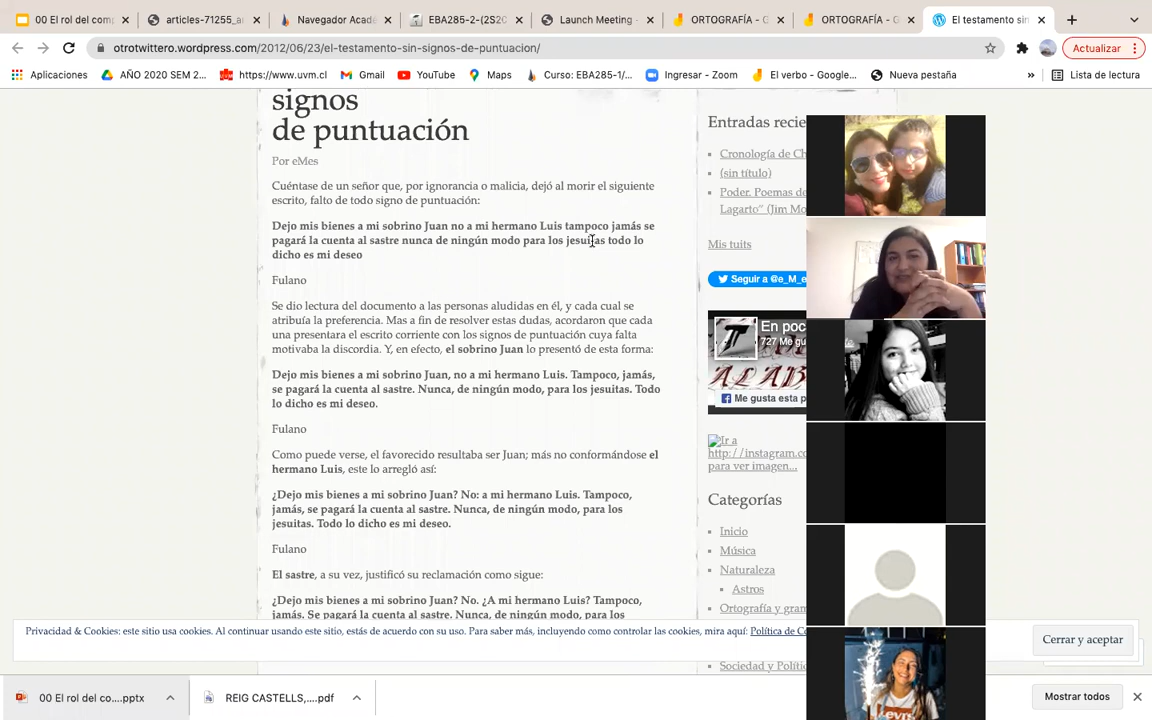 00 El rol del comp
articles-71255_ar
Navegador Acade
EBA285-2-(2S20
Launch Meeting -
ORTOGRAFÍA - G
ORTOGRAFÍA - G
El testamento sin
otrotwittero.wordpress.com/2012/06/23/el-testamento-sin-signos-de-puntuacion/
Actualizar
Aplicaciones
AÑO 2020 SEM 2...
https://www.uvm.cl
Gmail
YouTube
Maps
Curso: EBA285-1/...
Ingresar - Zoom
El verbo - Google...
Nueva pestaña
»
Lista de lectura
signos
de puntuación
Por eMes
Cuéntase de un señor que, por ignorancia o malicia, dejó al morir el siguiente
escrito, falto de todo signo de puntuación:
Dejo mis bienes a mi sobrino Juan no a mi hermano Luis tampoco jamás se
pagará la cuenta al sastre nunca de ningún modo para los jesuitas todo lo
dicho es mi deseo
Fulano
Se dio lectura del documento a las personas aludidas en él, y cada cual se
atribuía la preferencia. Mas a fin de resolver estas dudas, acordaron que cada
una presentara el escrito corriente con los signos de puntuación cuya falta
motivaba la discordia. Y, en efecto, el sobrino Juan lo presentó de esta forma:
Dejo mis bienes a mi sobrino Juan, no a mi hermano Luis. Tampoco, jamás,
se pagará la cuenta al sastre. Nunca, de ningún modo, para los jesuitas. Todo
lo dicho es mi deseo.
Fulano
Como puede verse, el favorecido resultaba ser Juan; más no conformándose el
hermano Luis, este lo arregló así:
¿Dejo mis bienes a mi sobrino Juan? No: a mi hermano Luis. Tampoco,
jamás, se pagará la cuenta al sastre. Nunca, de ningún modo, para los
jesuitas. Todo lo dicho es mi deseo.
Fulano
El sastre, a su vez, justificó su reclamación como sigue:
¿Dejo mis bienes a mi sobrino Juan? No. ¿A mi hermano Luis? Tampoco,
jamás. Se pagará la cuenta al sastre. Nunca, de ningún modo, para los
Entradas recie
Cronología de Ch
(sin título)
Poder. Poemas de
Lagarto" (Jim Mo
Mis tuits
Seguir a @e_M_e
En poc
727 Me gu
ALAB
Me gusta esta p
Ir a
http://instagram.co
para ver imagen...
Categorías
Inicio
Música
Naturaleza
Astros
Ortografía y gram
Sociedad y Polític
Levi's
Privacidad & Cookies: este sitio usa cookies. Al continuar usando este sitio, estás de acuerdo con su uso. Para saber más, incluyendo como controlar las cookies, mira aquí: Política de Co
Cerrar y aceptar
00 El rol del co....pptx
REIG CASTELLS,....pdf
Mostrar todos